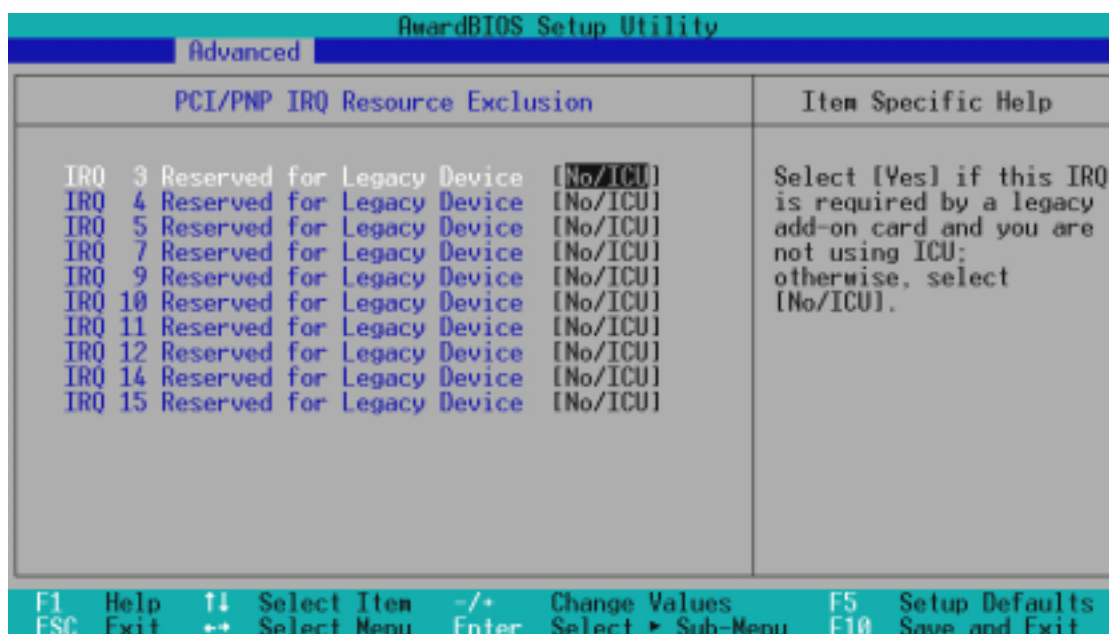 AwardBIOS Setup Utility
Advanced
PCI/PNP IRQ Resource Exclusion
Item Specific Help
IRQ 3 Reserved for Legacy Device [No/ICU]
IRQ 4 Reserved for Legacy Device [No/ICU]
IRQ 5 Reserved for Legacy Device [No/ICU]
IRQ 7 Reserved for Legacy Device [No/ICU]
IRQ 9 Reserved for Legacy Device [No/ICU]
IRQ 10 Reserved for Legacy Device [No/ICU]
IRQ 11 Reserved for Legacy Device [No/ICU]
IRQ 12 Reserved for Legacy Device [No/ICU]
IRQ 14 Reserved for Legacy Device [No/ICU]
IRQ 15 Reserved for Legacy Device [No/ICU]
Select [Yes] if this IRQ
is required by a legacy
add-on card and you are
not using ICU;
otherwise, select
[No/ICU].
F1 Help ↑↓ Select Item -/+ Change Values F5 Setup Defaults
ESC Exit ←→ Select Menu Enter Select ► Sub-Menu F10 Save and Exit